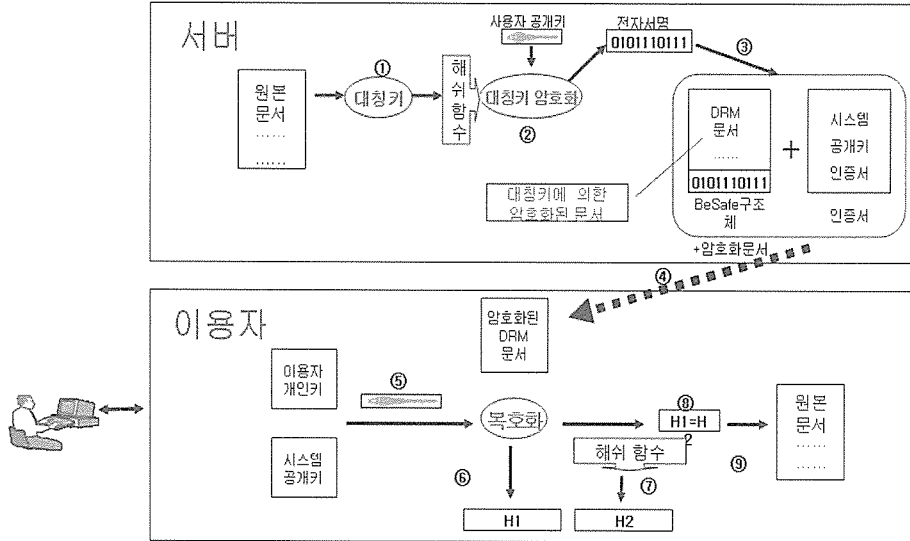 서버
사용자 공개키
전자서명
0101110111
③
①
해
쉬
함
수
원본
문서
......
......
대칭키
대칭키 암호화
②
DRM
문서
......
0101110111
+
시스템
공개키
인증서
대칭키에 의한
암호화된 문서
BeSafe구조
체
인증서
+암호화문서
④
이용자
암호화된
DRM
문서
이용자
개인키
⑤
복호화
⑧
H1=H
2
원본
문서
......
......
시스템
공개키
해쉬 함수
⑥
⑦
⑨
H1
H2